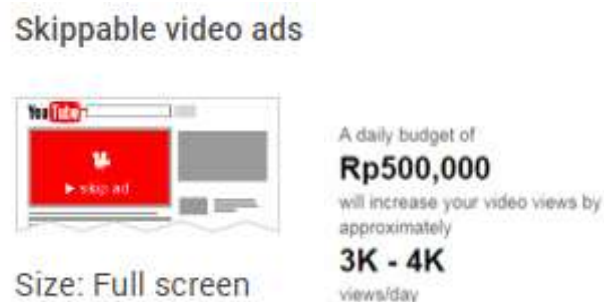 Skippable video ads
YouTube
skip ad
A daily budget of
Rp500,000
will increase your video views by
approximately
3K - 4K
views/day
Size: Full screen